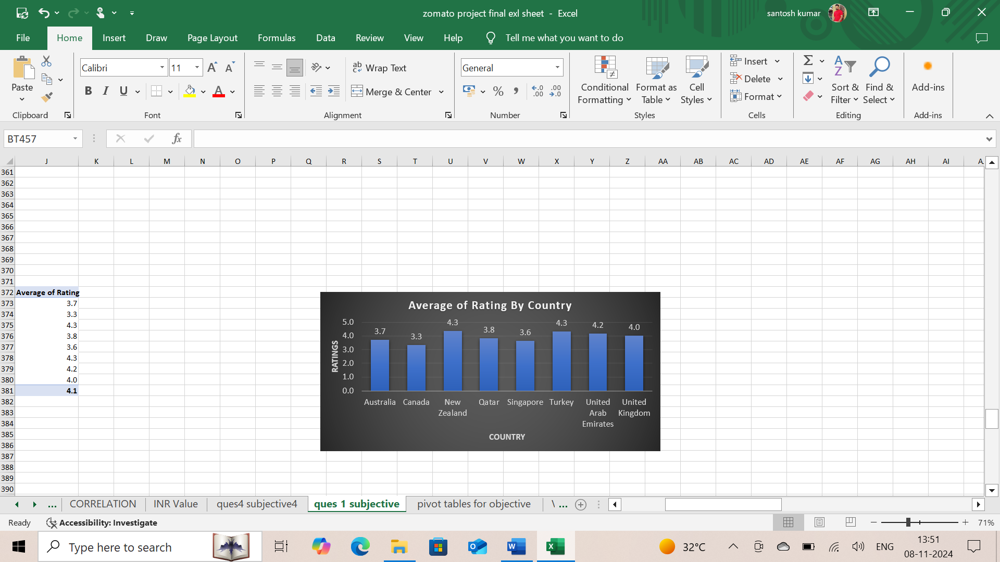 zomato project final exl sheet - Excel
santosh kumar
File Home Insert Draw Page Layout Formulas Data Review View Help Tell me what you want to do
Paste
Clipboard
Calibri 11
A A
B I U A
Font
Wrap Text
Merge & Center
Alignment
General
% ,
Number
Conditional Formatting
Format as Table
Cell Styles
Styles
Insert
Delete
Format
Cells
Sort & Filter
Find & Select
Editing
Add-ins
Add-ins
BT457
fx
J K L M N O P Q R S T U V W X Y Z AA AB AC AD AE AF AG AH AI
361
362
363
364
365
366
367
368
369
370
371
372 Average of Rating
373 3.7
374 3.3
375 4.3
376 3.8
377 3.6
378 4.3
379 4.2
380 4.0
381 4.1
382
383
384
385
386
387
388
389
390
Average of Rating By Country
5.0
4.0
3.0
2.0
1.0
0.0
RATINGS
3.7 3.3 4.3 3.8 3.6 4.3 4.2 4.0
Australia Canada New Zealand Qatar Singapore Turkey United Arab Emirates United Kingdom
COUNTRY
... CORRELATION INR Value ques4 subjective4 ques 1 subjective pivot tables for objective ...
Ready Accessibility: Investigate 71%
Type here to search
32°C
ENG
13:51
08-11-2024